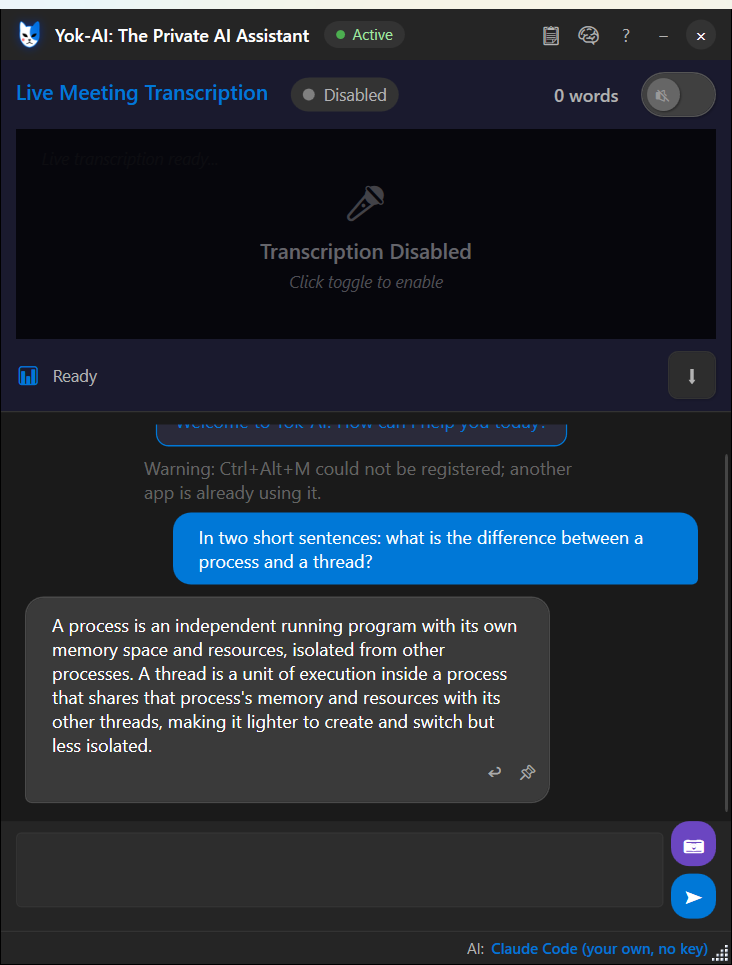 Yok-AI: The Private AI Assistant
Active
?
Live Meeting Transcription
Disabled
0 words
Live transcription ready...
Transcription Disabled
Click toggle to enable
Ready
Welcome to Yok-AI! How can I help you today?
Warning: Ctrl+Alt+M could not be registered; another
app is already using it.
In two short sentences: what is the difference between a
process and a thread?
A process is an independent running program with its own
memory space and resources, isolated from other
processes. A thread is a unit of execution inside a process
that shares that process's memory and resources with its
other threads, making it lighter to create and switch but
less isolated.
AI: Claude Code (your own, no key)